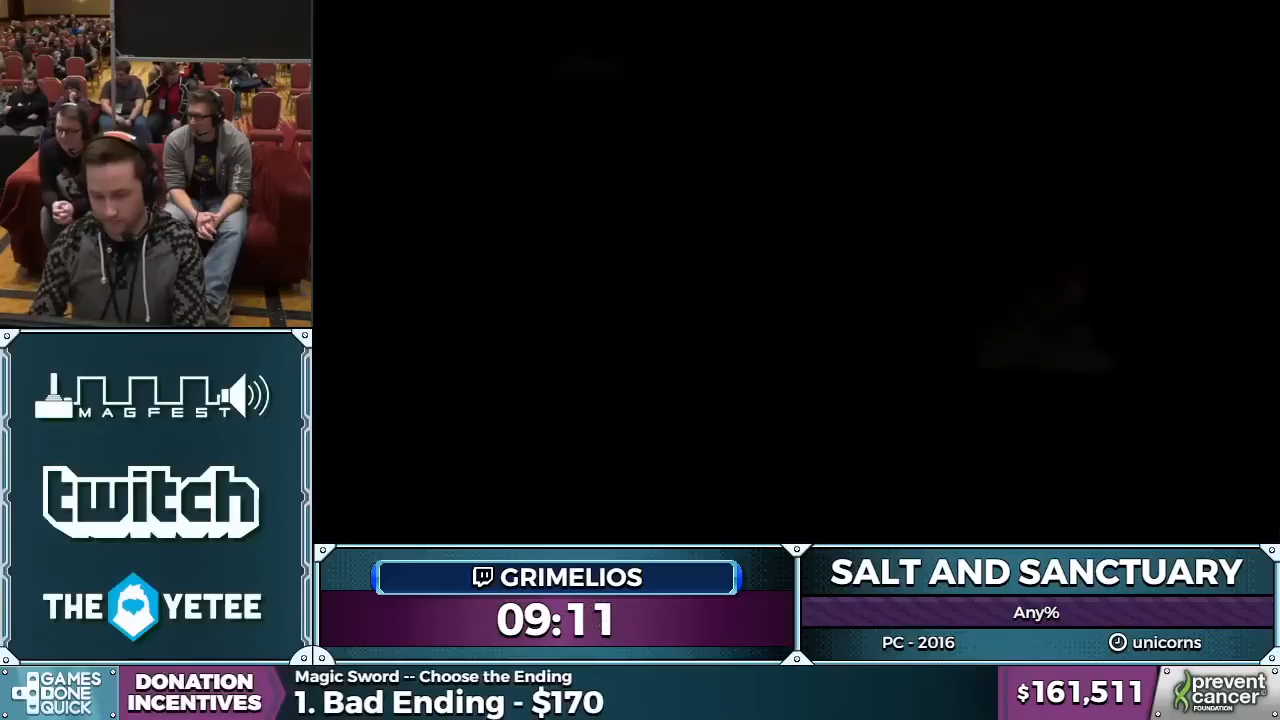 MAGFEST
twitch
THE YETEE
GRIMELIOS
09:11
SALT AND SANCTUARY
Any%
PC - 2016
unicorns
GAMES
DONE
QUICK
DONATION
INCENTIVES
Magic Sword -- Choose the Ending
1. Bad Ending - $170
$161,511
prevent
cancer
FOUNDATION